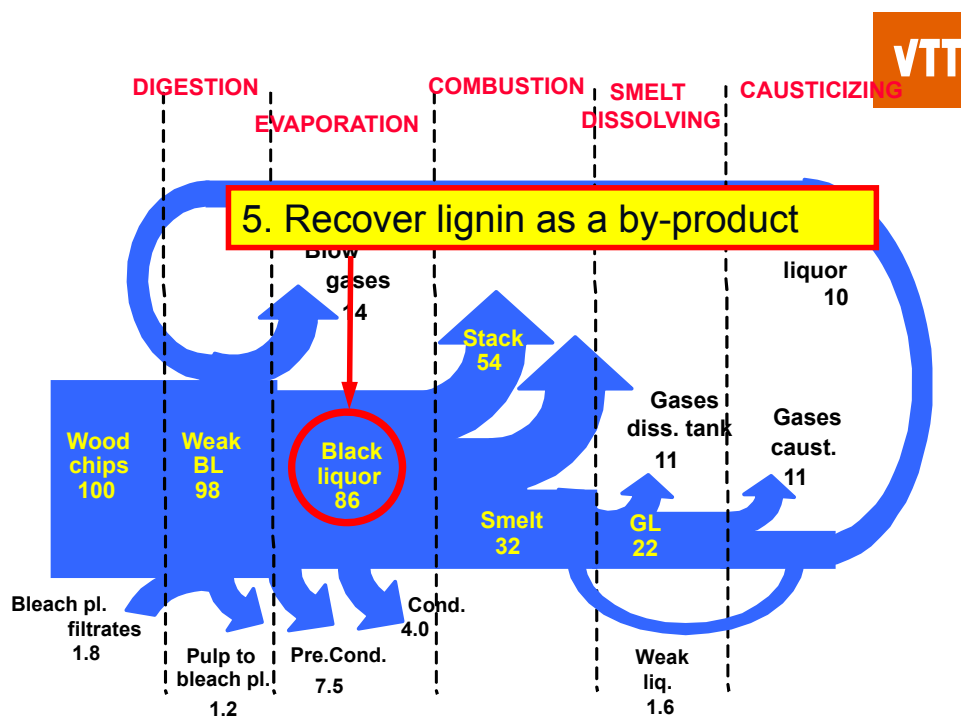 VTT
DIGESTION
EVAPORATION
COMBUSTION
SMELT
DISSOLVING
CAUSTICIZING
5. Recover lignin as a by-product
Blow
gases
14
liquor
10
Stack
54
Wood
chips
100
Weak
BL
98
Black
liquor
86
Gases
diss. tank
11
Gases
caust.
11
Smelt
32
GL
22
Bleach pl.
filtrates
1.8
Pulp to
bleach pl.
1.2
Pre.Cond.
7.5
Cond.
4.0
Weak
liq.
1.6